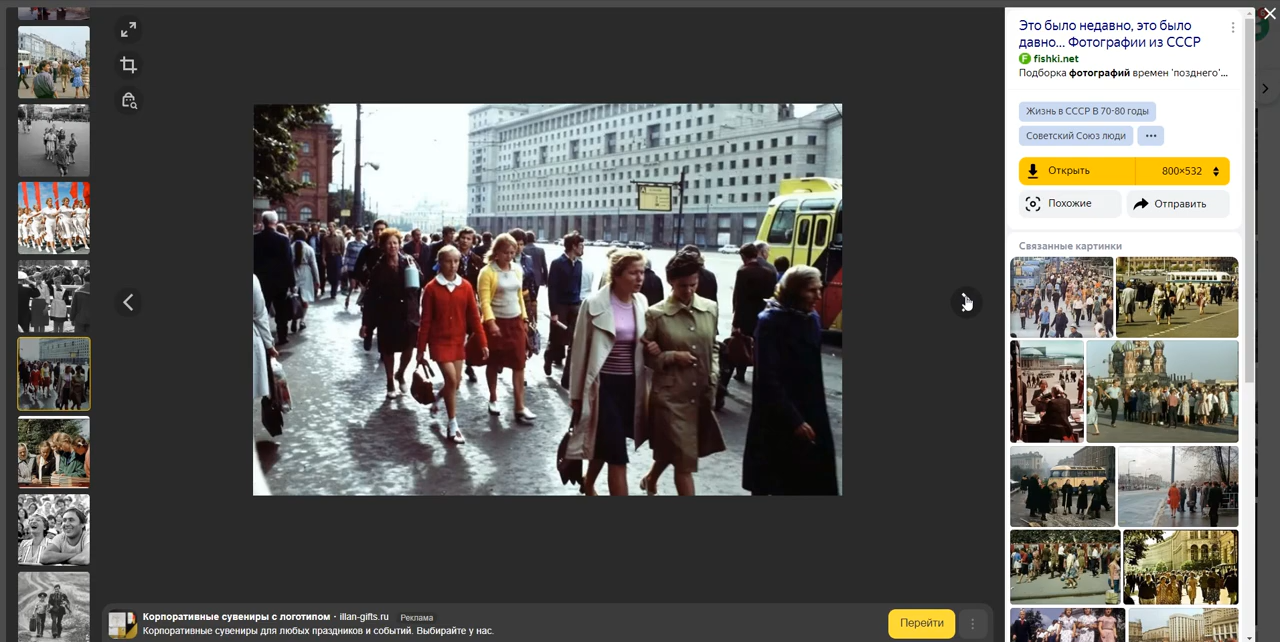 Это было недавно, это было
давно... Фотографии из СССР
fishki.net
Подборка фотографий времен 'позднего'...
Жизнь в СССР В 70-80 годы
Советский Союз люди
Открыть
800×532
Похожие
Отправить
Связанные картинки
Корпоративные сувениры с логотипом · illan-gifts.ru Реклама
Корпоративные сувениры для любых праздников и событий. Выбирайте у нас.
Перейти